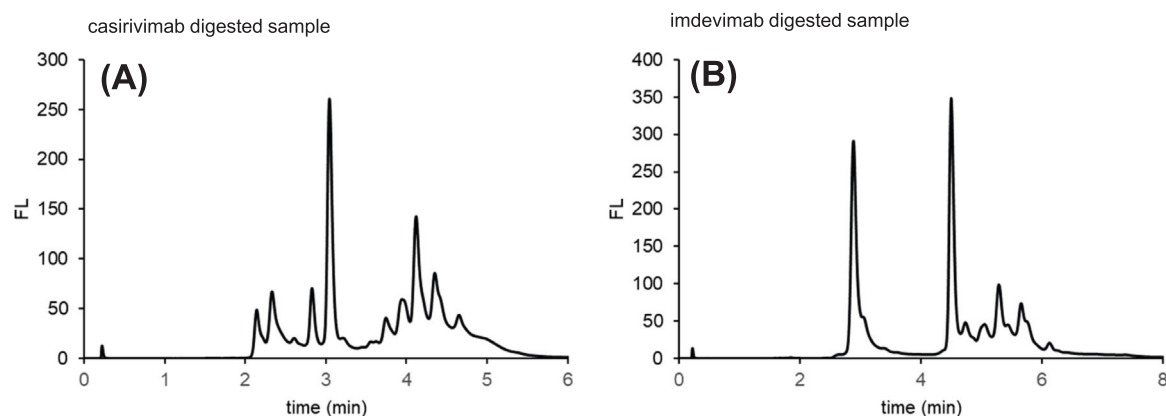 casirivimab digested sample
(A)
300
250
200
150
100
50
0
FL
0 1 2 3 4 5 6
time (min)
imdevimab digested sample
(B)
400
350
300
250
200
150
100
50
0
FL
0 2 4 6 8
time (min)